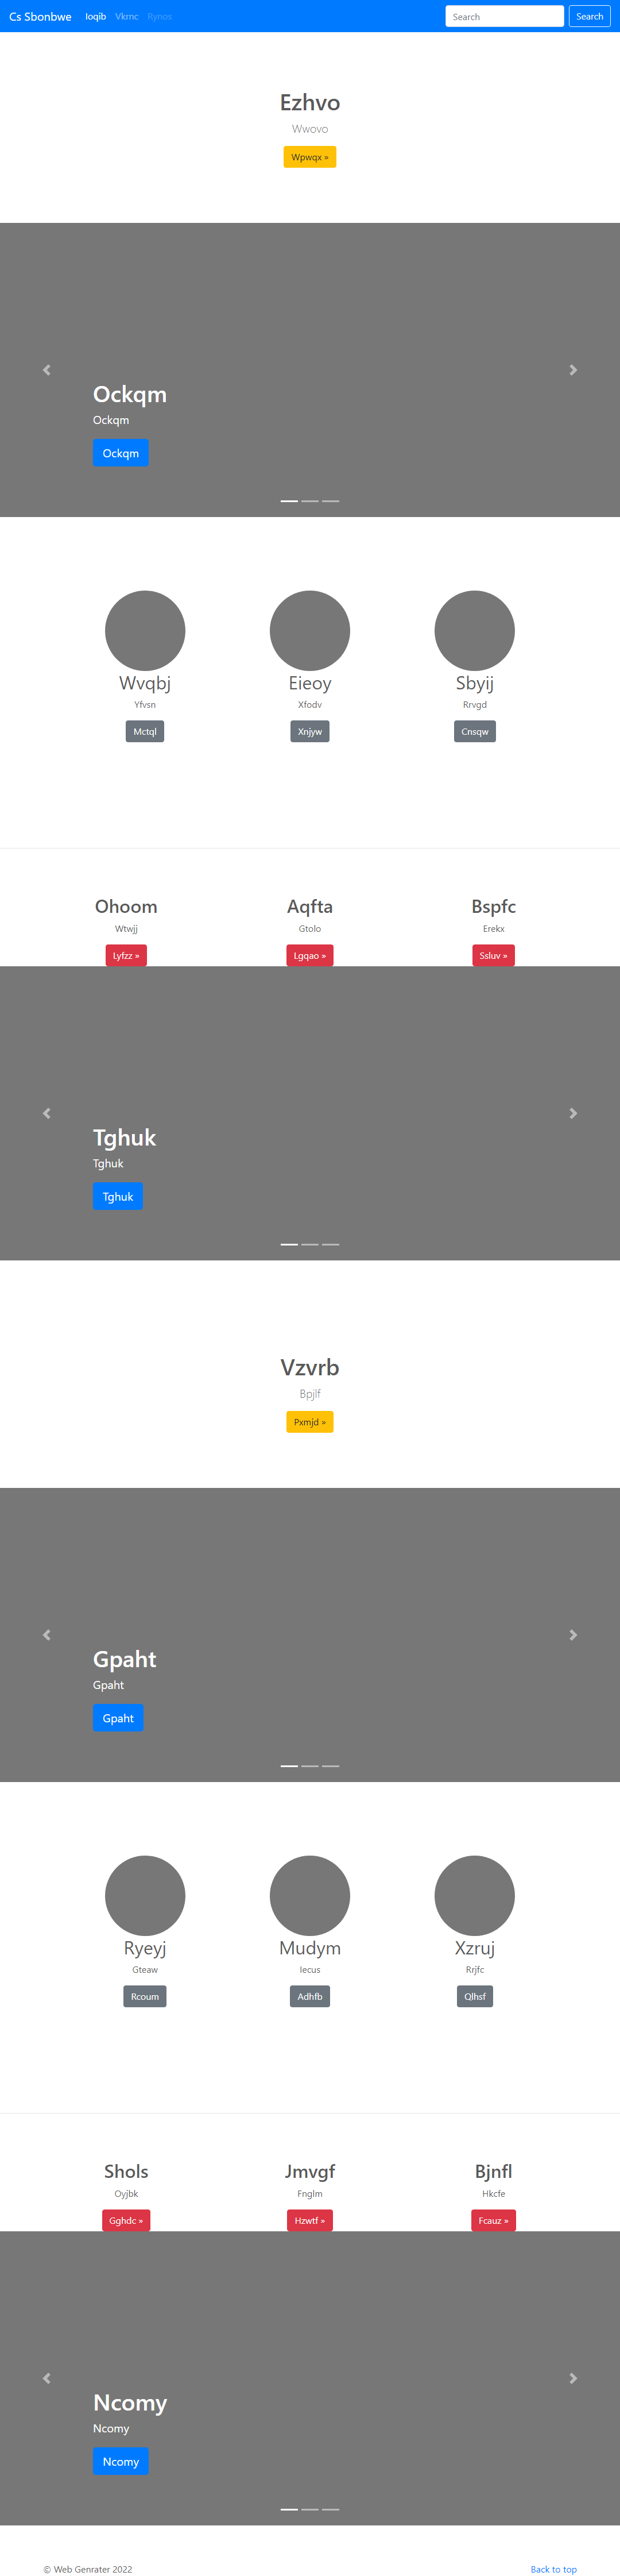 Cs Sbonbwe Ioqib Vkrnc Rynos Search Search
Ezhvo
Wwovo
Wpwqx »
Ockqm
Ockqm
Ockqm
Wvqbj Eieoy Sbyij
Yfvsn Xfodv Rrvgd
Mctql Xnjyw Cnsqw
Ohoom Aqfta Bspfc
Wtwjj Gtolo Erekx
Lyfzz » Lgqao » Ssluv »
Tghuk
Tghuk
Tghuk
Vzvrb
Bpjlf
Pxmjd »
Gpaht
Gpaht
Gpaht
Ryeyj Mudym Xzruj
Gteaw Iecus Rrjfc
Rcoum Adhfb Qlhsf
Shols Jmvgf Bjnfl
Oyjbk Fnglm Hkcfe
Gghdc » Hzwtf » Fcauz »
Ncomy
Ncomy
Ncomy
© Web Genrater 2022 Back to top